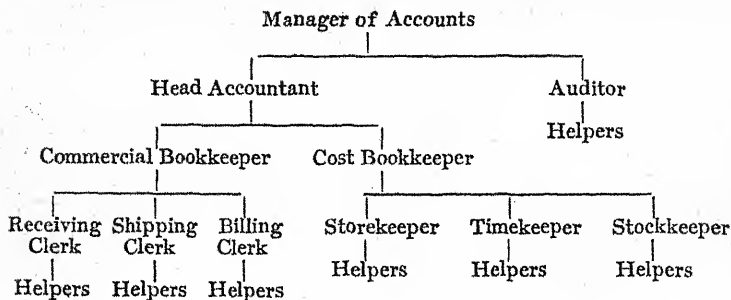 Manager of Accounts
Head Accountant Auditor
Helpers
Commercial Bookkeeper Cost Bookkeeper
Receiving Shipping Billing Storekeeper Timekeeper Stockkeeper
Clerk Clerk Clerk
Helpers Helpers Helpers
Helpers Helpers Helpers